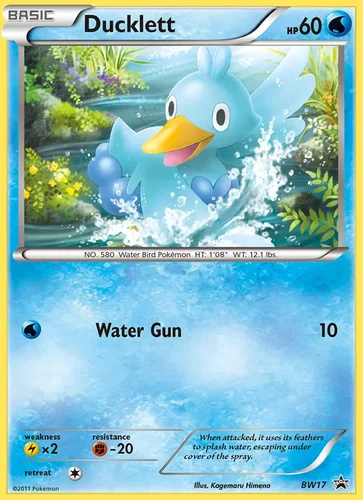 BASIC
Ducklett
HP60
NO. 580 Water Bird Pokémon HT: 1'08" WT: 12.1 lbs.
Water Gun 10
weakness resistance
×2 -20
When attacked, it uses its feathers
to splash water, escaping under
cover of the spray.
retreat
©2011 Pokémon
Illus. Kagemaru Himeno
BW17
PROMO